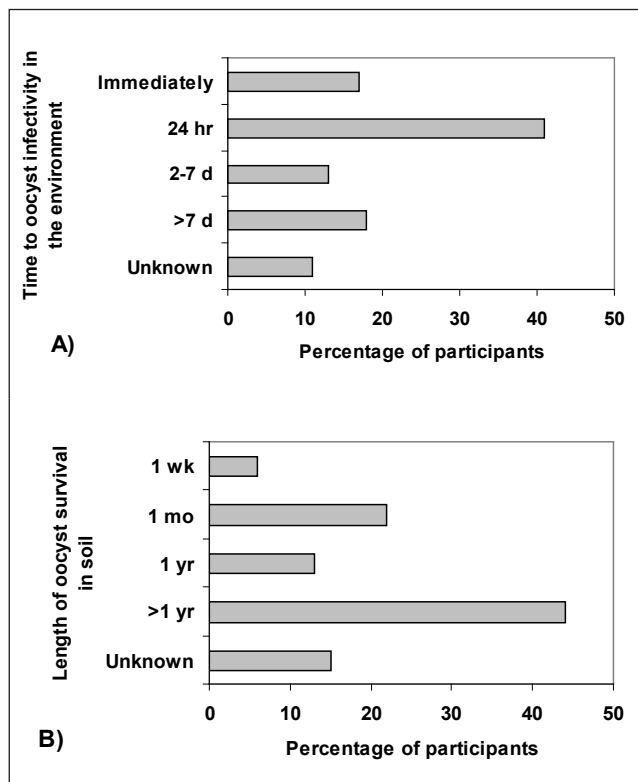 Time to oocyst infectivity in
the environment
Immediately
24 hr
2-7 d
>7 d
Unknown
0 10 20 30 40 50
A)
Percentage of participants
Length of oocyst survival
in soil
1 wk
1 mo
1 yr
>1 yr
Unknown
0 10 20 30 40 50
B)
Percentage of participants